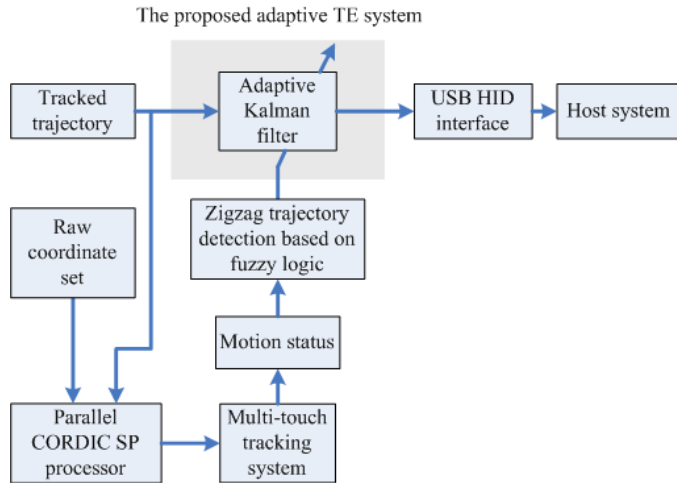 The proposed adaptive TE system
Tracked
trajectory
Adaptive
Kalman
filter
USB HID
interface
Host system
Raw
coordinate
set
Zigzag trajectory
detection based on
fuzzy logic
Motion status
Parallel
CORDIC SP
processor
Multi-touch
tracking
system